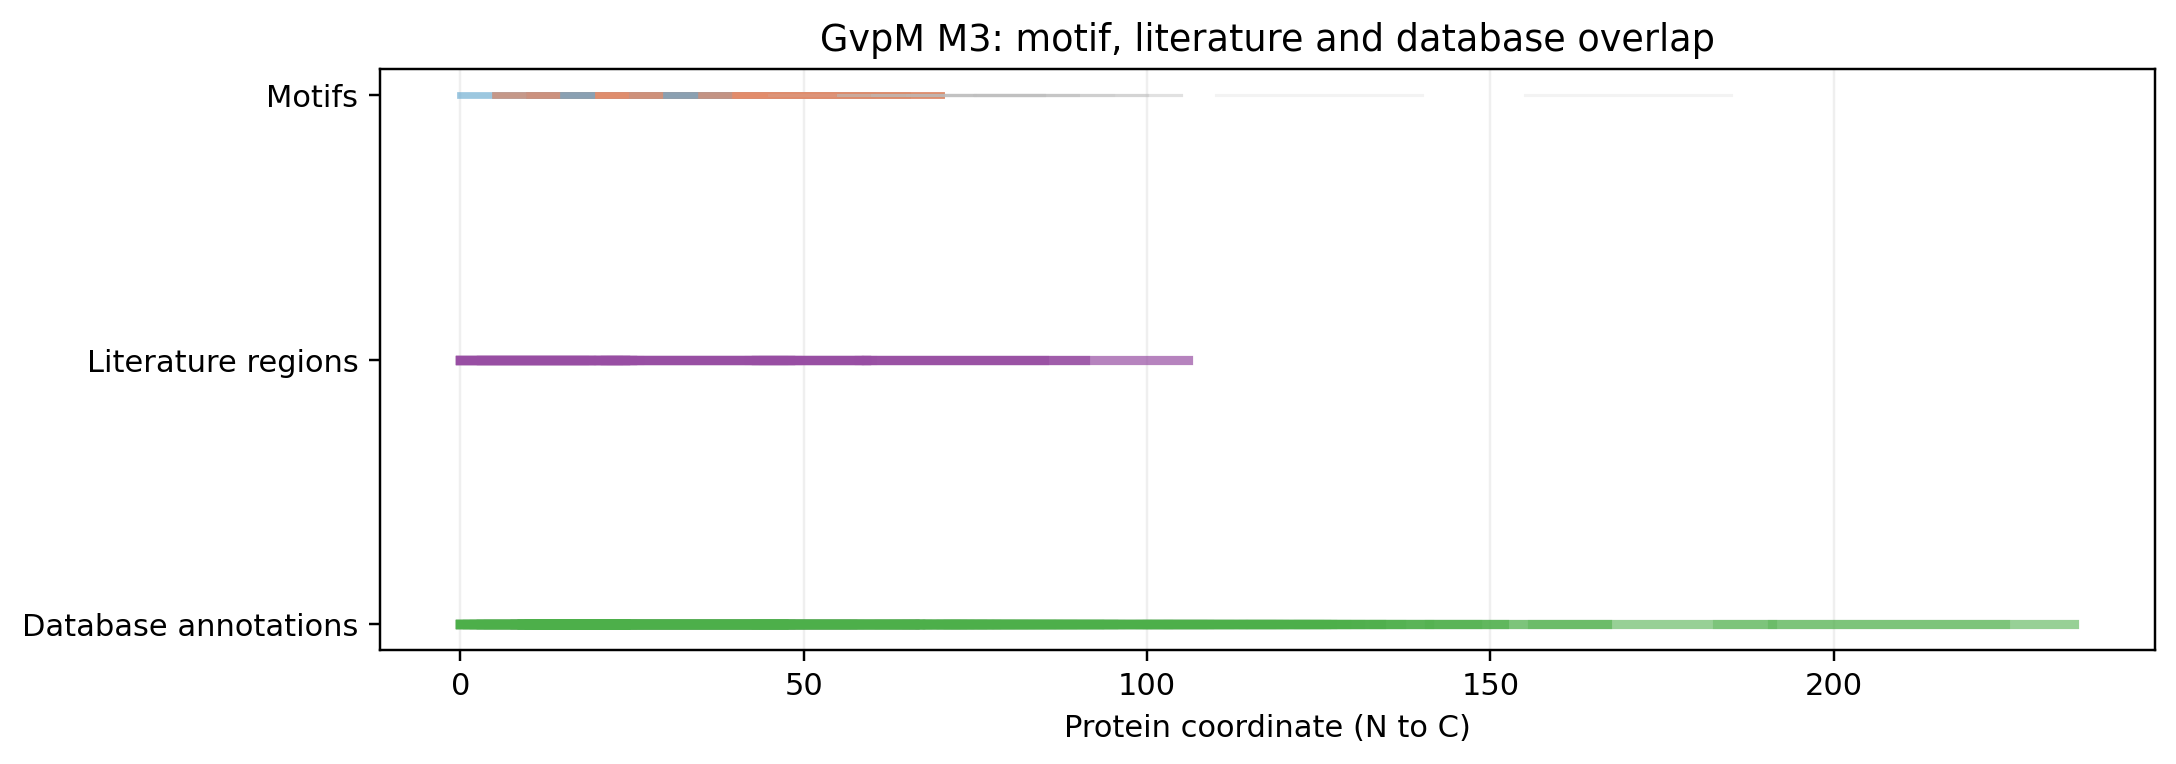 GvpM M3: motif, literature and database overlap
Motifs
Literature regions
Database annotations
0 50 100 150 200
Protein coordinate (N to C)